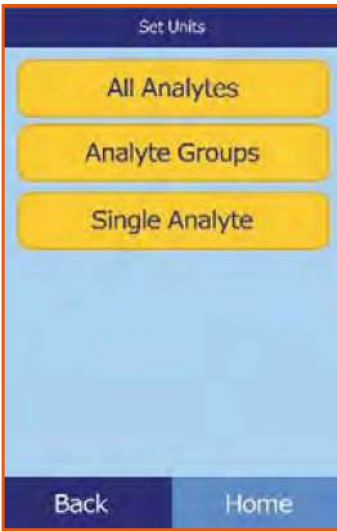 Set Units
All Analytes
Analyte Groups
Single Analyte
Back Home